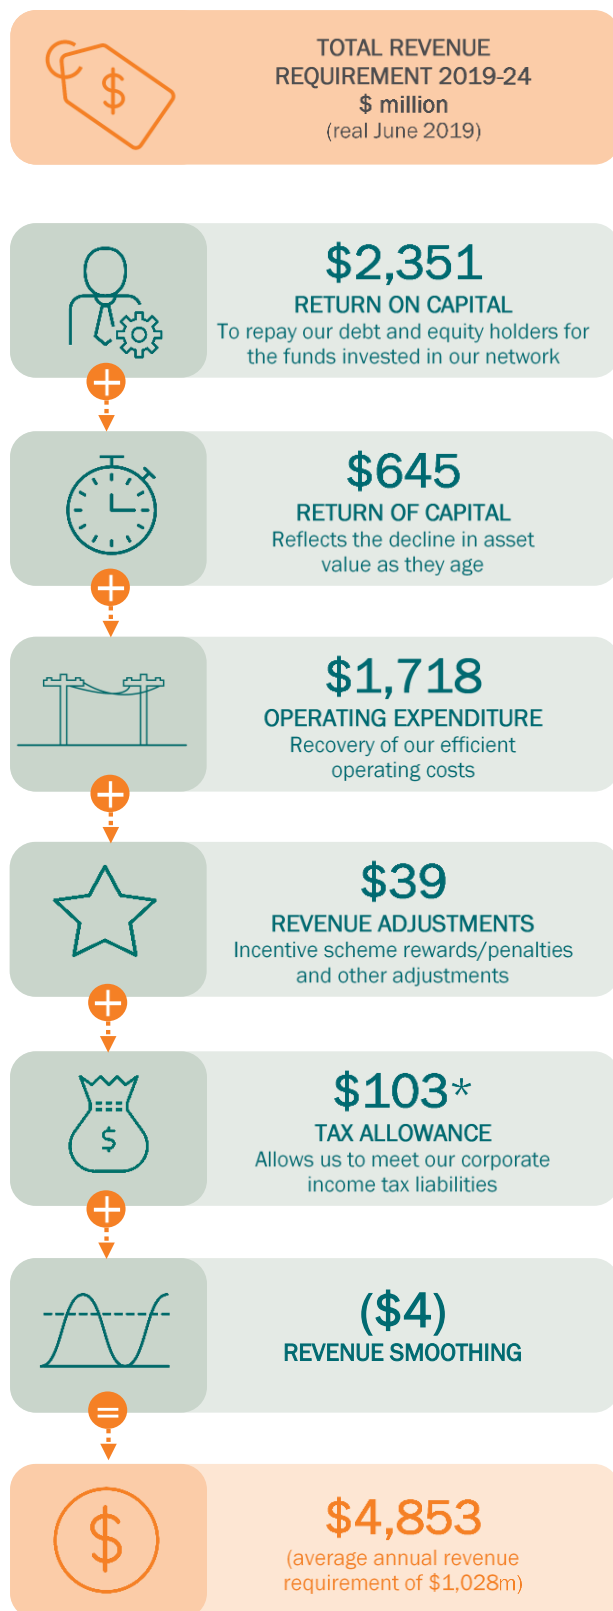 TOTAL REVENUE
REQUIREMENT 2019-24
$ million
(real June 2019)
$
$2,351
RETURN ON CAPITAL
To repay our debt and equity holders for
the funds invested in our network
+
$645
RETURN OF CAPITAL
Reflects the decline in asset
value as they age
+
$1,718
OPERATING EXPENDITURE
Recovery of our efficient
operating costs
+
$39
REVENUE ADJUSTMENTS
Incentive scheme rewards/penalties
and other adjustments
+
$103*
TAX ALLOWANCE
Allows us to meet our corporate
income tax liabilities
$
+
($4)
REVENUE SMOOTHING
=
$
$4,853
(average annual revenue
requirement of $1,028m)